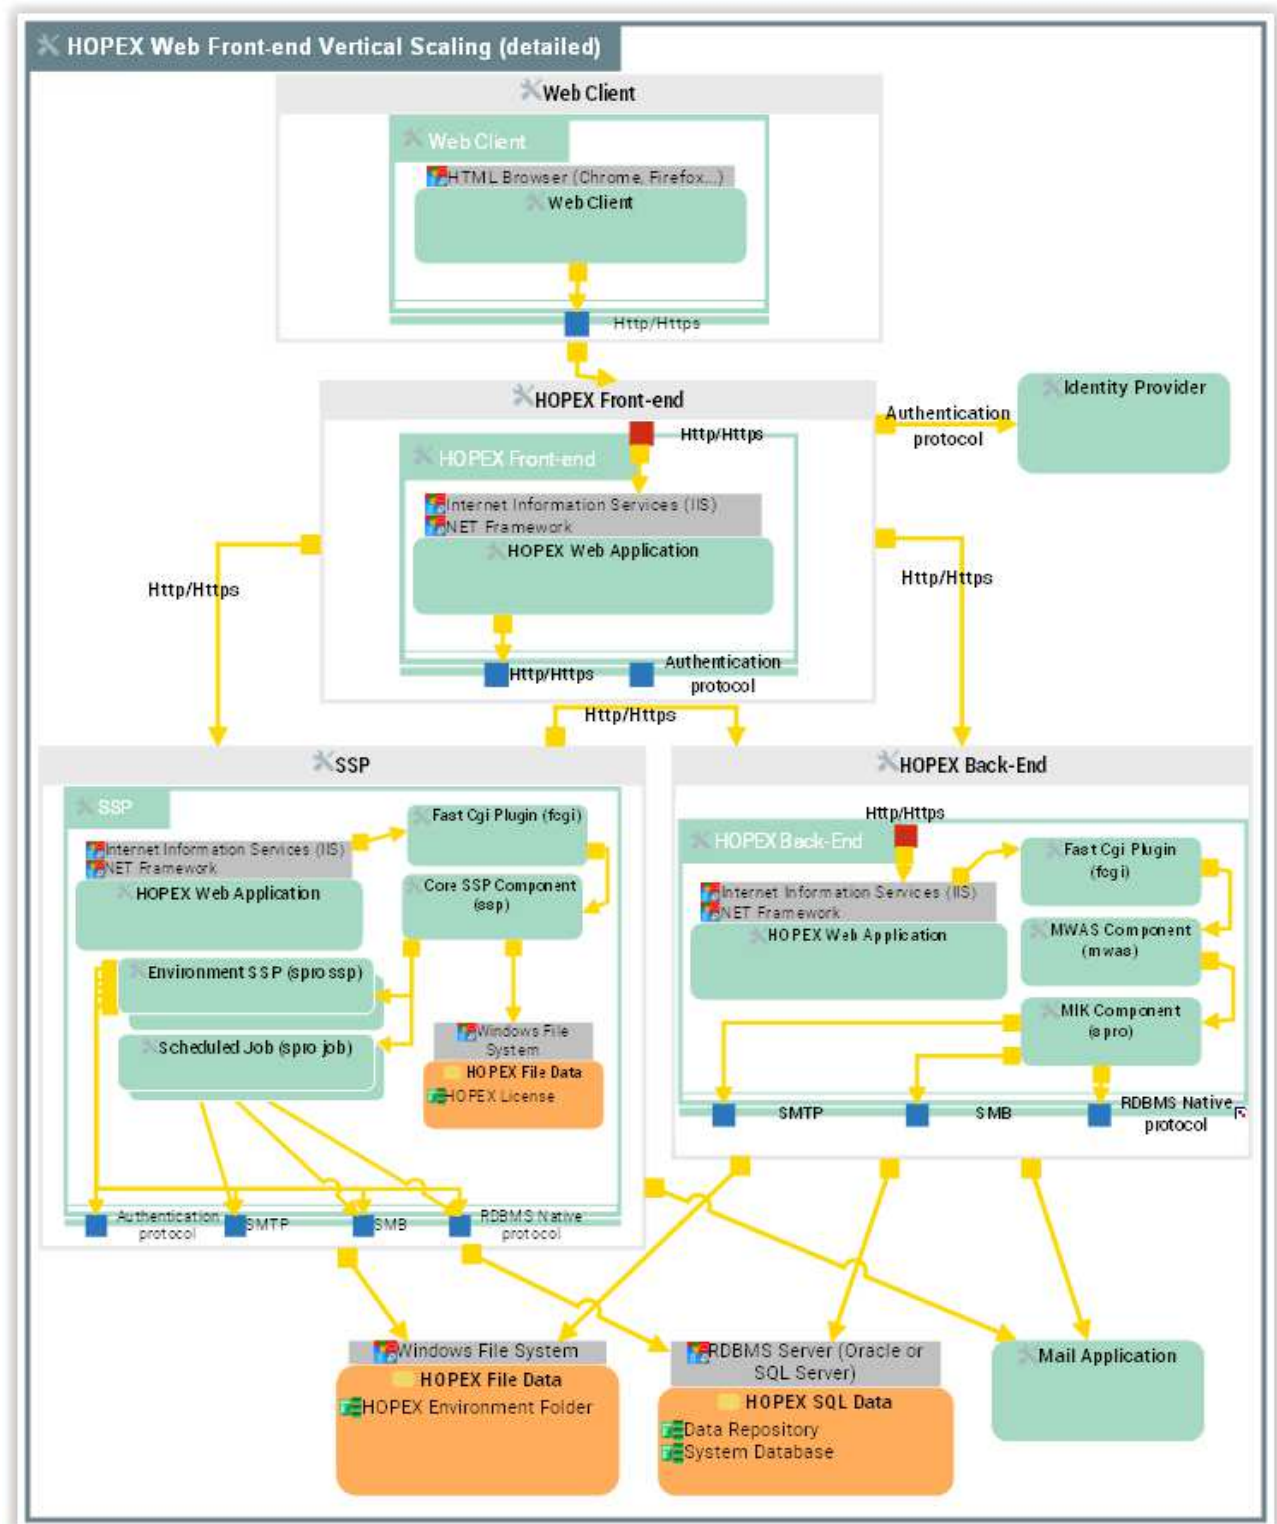 HOPEX Web Front-end Vertical Scaling (detailed)
Web Client
Web Client
HTML Browser (Chrome, Firefox...)
Web Client
Http/Https
HOPEX Front-end
Identity Provider
Authentication
protocol
Http/Https
HOPEX Front-end
Internet Information Services (IIS)
NET Framework
HOPEX Web Application
Http/Https
Http/Https
Http/Https
Authentication
protocol
Http/Https
SSP
SSP
Fast Cgi Plugin (fcgi)
Internet Information Services (IIS)
NET Framework
HOPEX Web Application
Core SSP Component
(ssp)
Environment SSP (spro ssp)
Scheduled Job (spro job)
Windows File
System
HOPEX File Data
HOPEX License
Authentication
protocol
SMTP
SMB
RDBMS Native
protocol
HOPEX Back-End
Http/Https
HOPEX Back-End
Fast Cgi Plugin
(fcgi)
Internet Information Services (IIS)
NET Framework
HOPEX Web Application
MWAS Component
(mwas)
MIK Component
(spro)
SMTP
SMB
RDBMS Native
protocol
Windows File System
HOPEX File Data
HOPEX Environment Folder
RDBMS Server (Oracle or
SQL Server)
HOPEX SQL Data
Data Repository
System Database
Mail Application